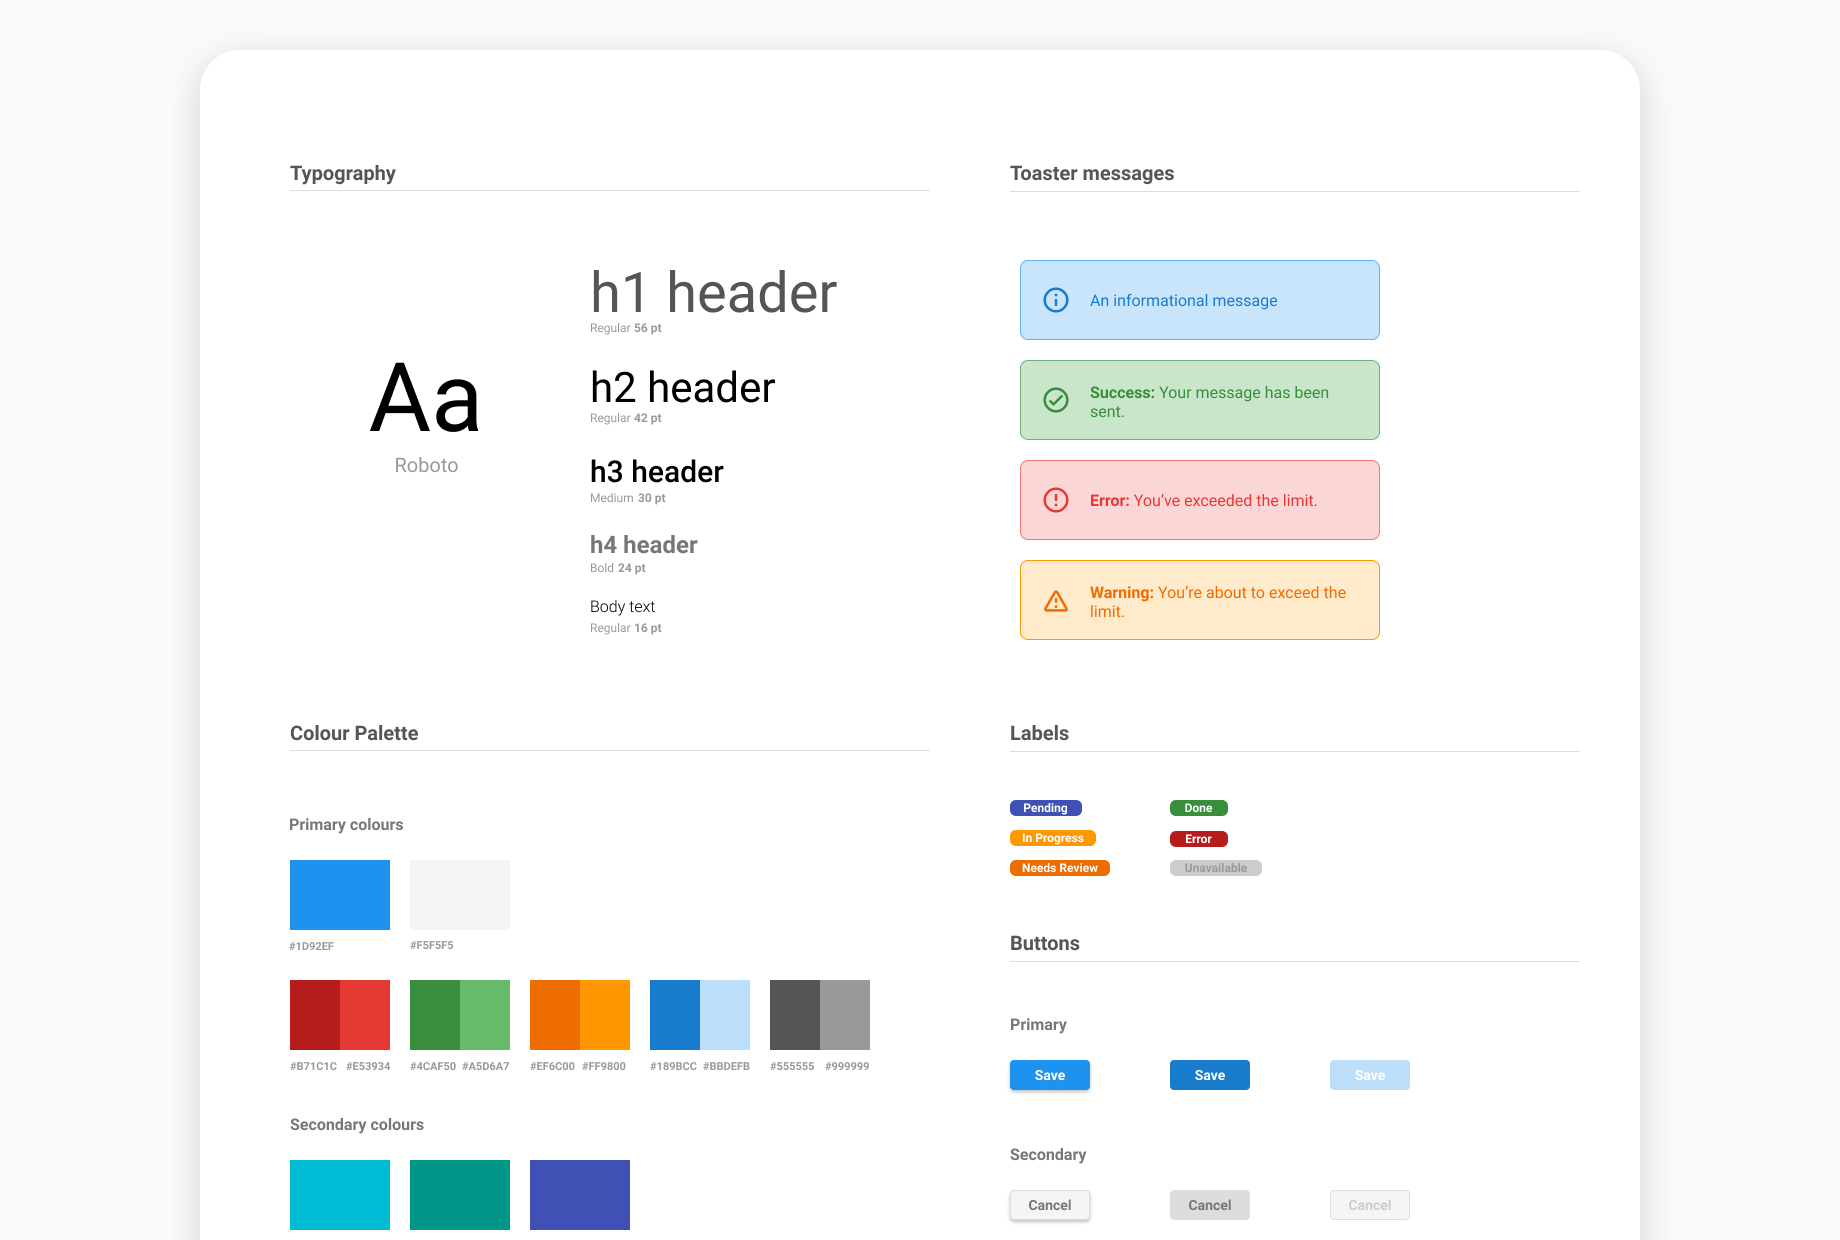 Typography
Aa
Roboto
h1 header
Regular 56 pt
h2 header
Regular 42 pt
h3 header
Medium 30 pt
h4 header
Bold 24 pt
Body text
Regular 16 pt
Toaster messages
An informational message
Success: Your message has been
sent.
Error: You’ve exceeded the limit.
Warning: You’re about to exceed the
limit.
Colour Palette
Primary colours
#1D92EF #F5F5F5
#B71C1C #E53934 #4CAF50 #A5D6A7 #EF6C00 #FF9800 #189BCC #BBDEFB #555555 #999999
Secondary colours
Labels
Pending Done
In Progress Error
Needs Review Unavailable
Buttons
Primary
Save Save Save
Secondary
Cancel Cancel Cancel